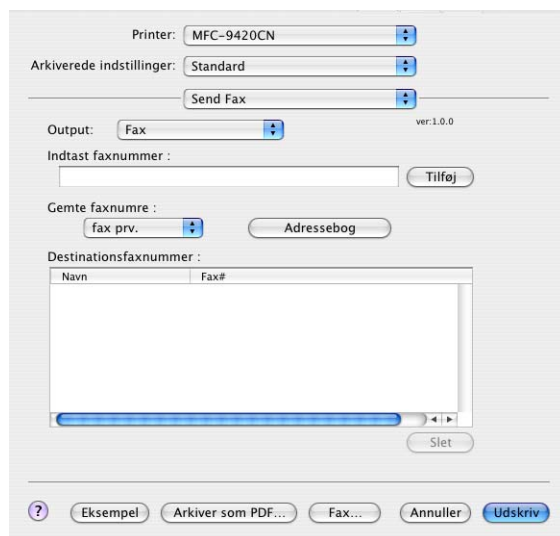 Printer: MFC-9420CN
Arkiverede indstillinger: Standard
Send Fax
Output: Fax ver:1.0.0
Indtast faxnummer :
Tilføj
Gemte faxnumre :
fax prv. Adressebog
Destinationsfaxnummer :
Navn Fax#
Slet
? Eksempel Arkiver som PDF... Fax... Annuller Udskriv